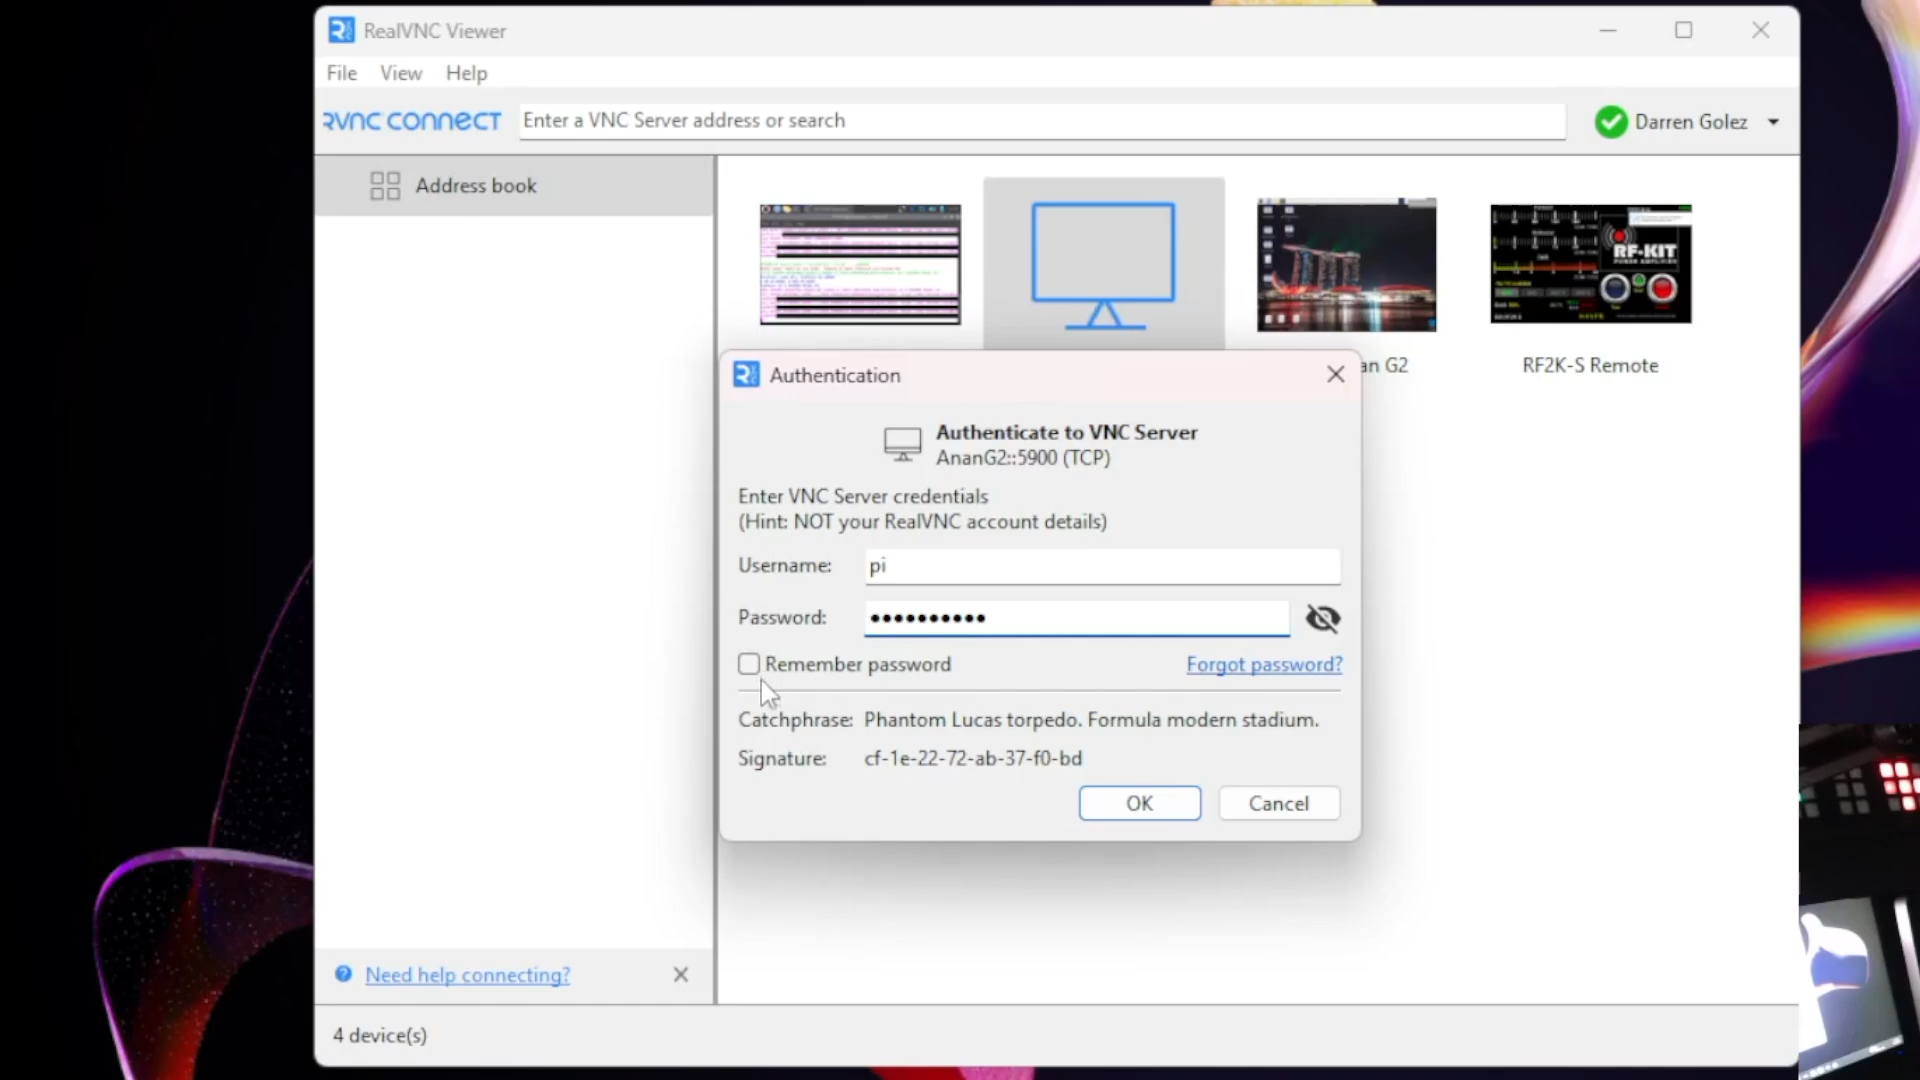 RealVNC Viewer
File View Help
RVNC CONNECT
Enter a VNC Server address or search
Darren Golez
Address book
RF-KIT
an G2
RF2K-S Remote
Authentication
Authenticate to VNC Server
AnanG2::5900 (TCP)
Enter VNC Server credentials
(Hint: NOT your RealVNC account details)
Username: pi
Password: ••••••••••
Remember password
Forgot password?
Catchphrase: Phantom Lucas torpedo. Formula modern stadium.
Signature: cf-1e-22-72-ab-37-f0-bd
OK Cancel
Need help connecting?
4 device(s)